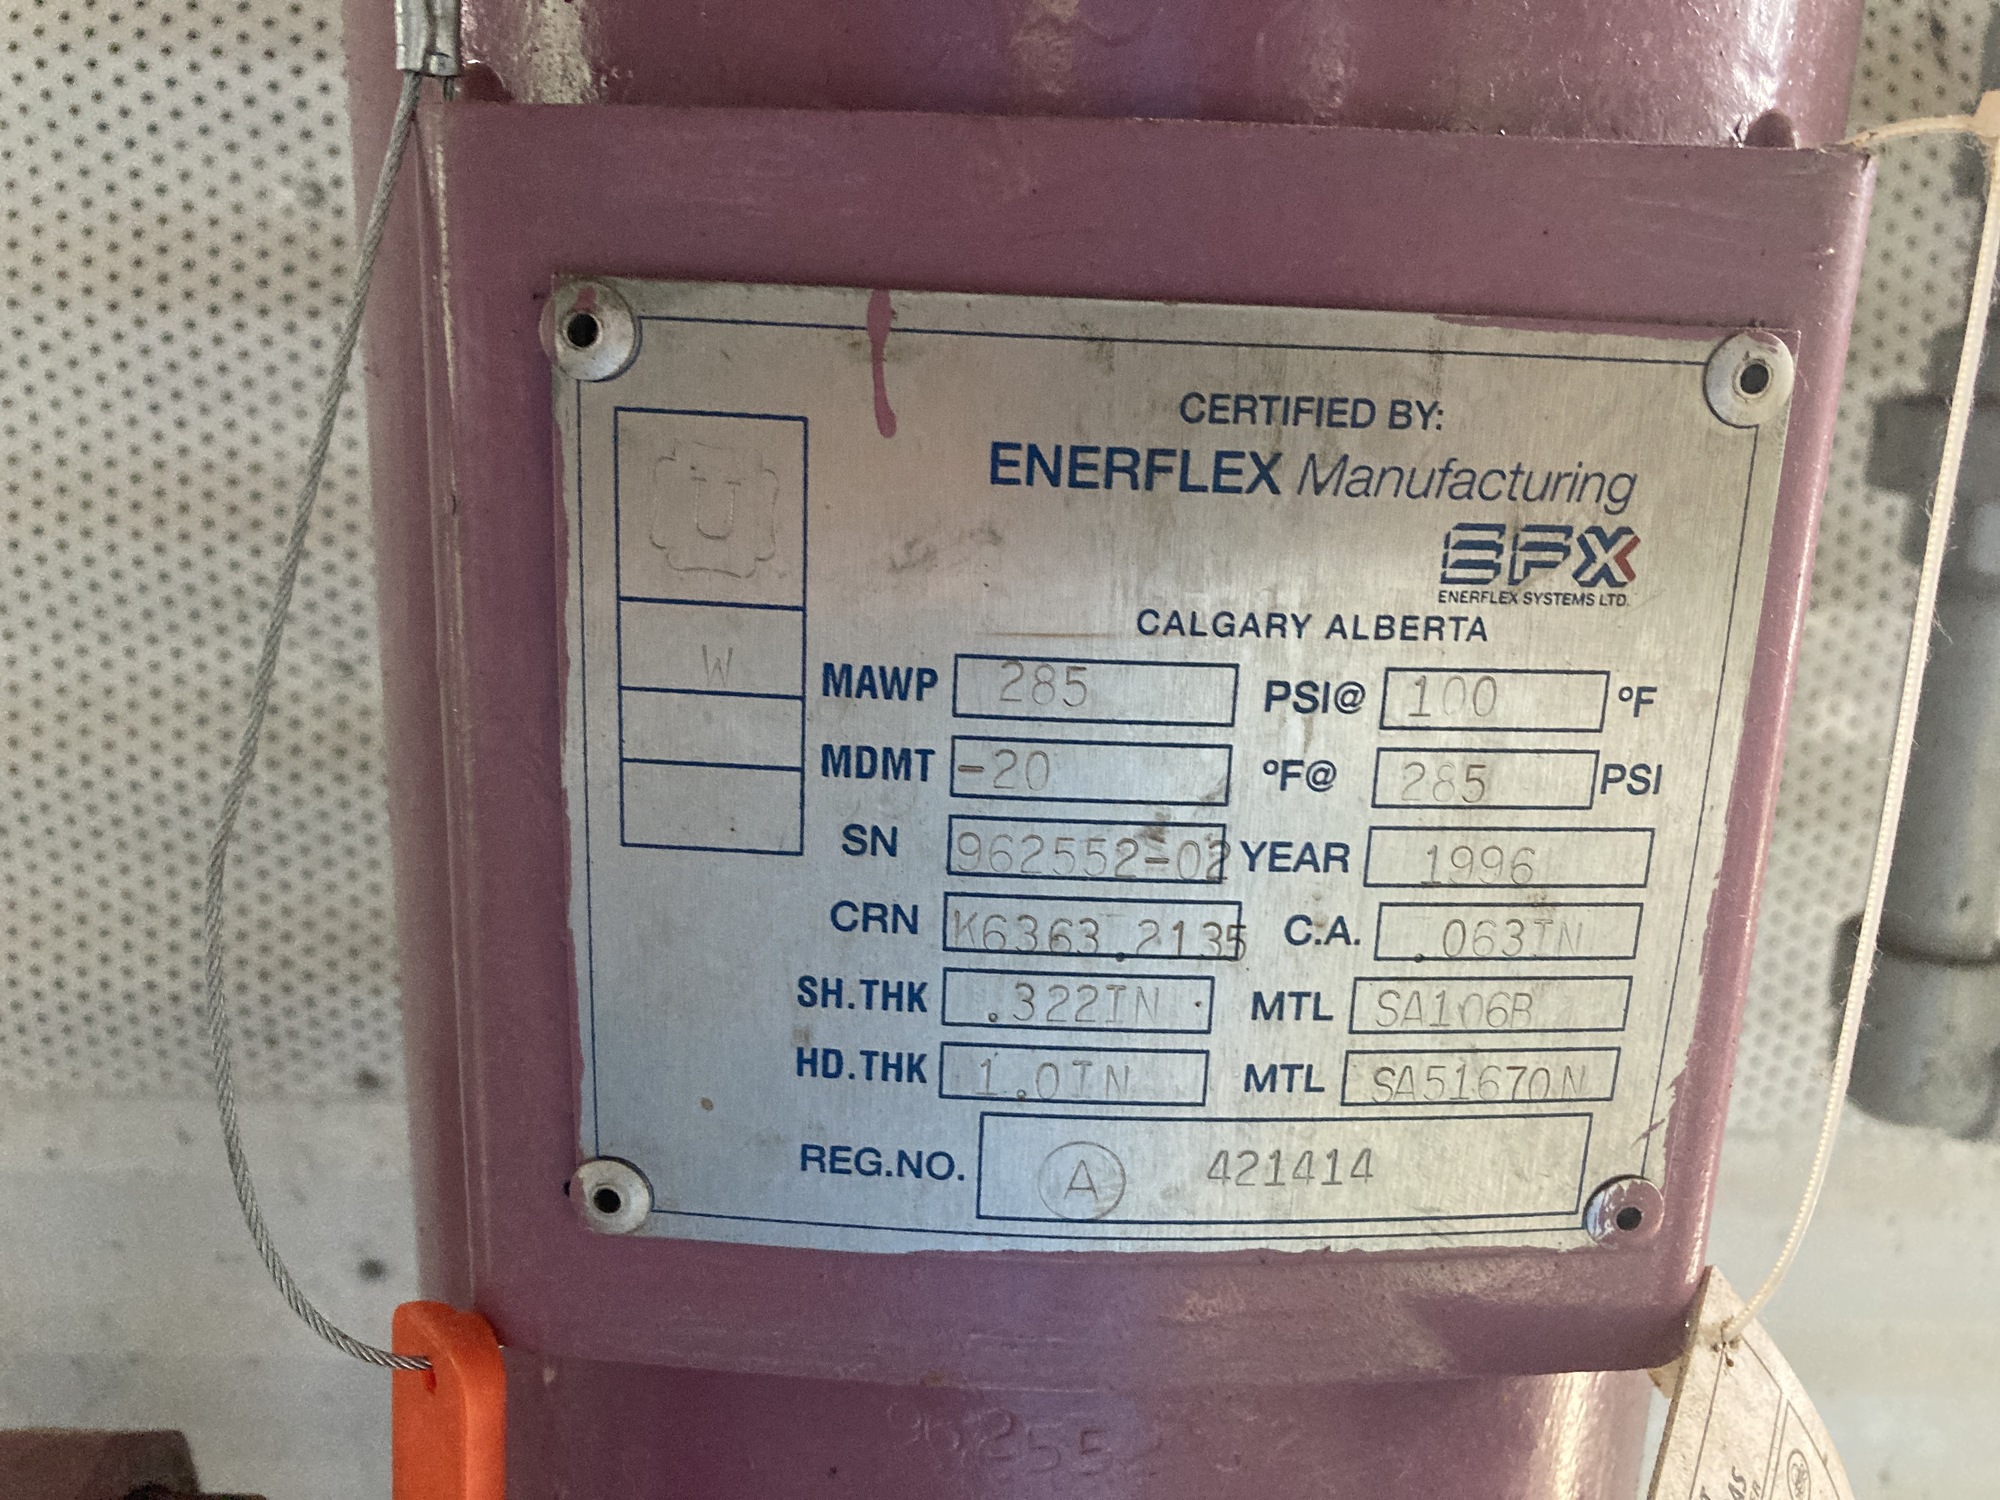 CERTIFIED BY:
ENERFLEX Manufacturing
EFX
ENERFLEX SYSTEMS LTD.
CALGARY ALBERTA
U
W
MAWP 285 PSI@ 100 °F
MDMT -20 °F@ 285 PSI
SN 962552-02 YEAR 1996
CRN K6363.2135 C.A. .063IN
SH.THK .322IN MTL SA106B
HD.THK 1.0IN MTL SA51670N
REG.NO. A 421414